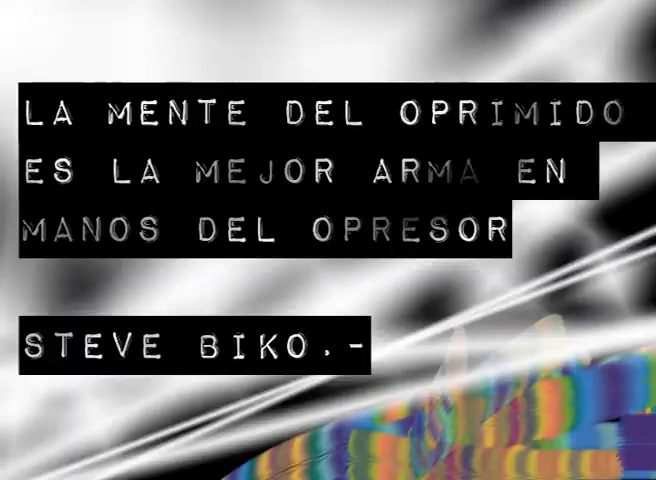 LA MENTE DEL OPRIMIDO
ES LA MEJOR ARMA EN
MANOS DEL OPRESOR
STEVE BIKO.-